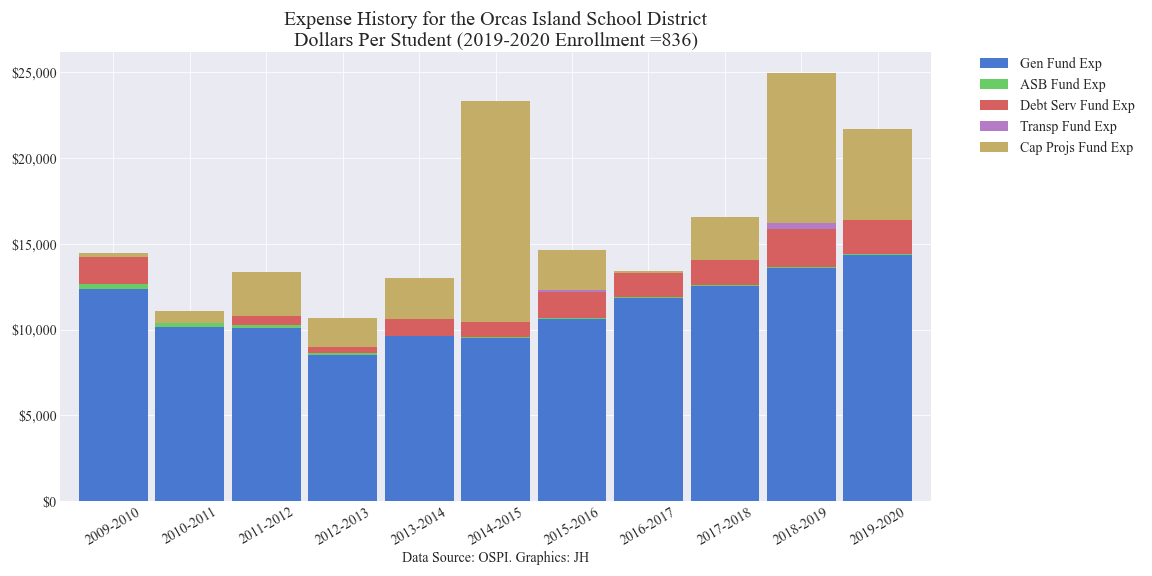 Expense History for the Orcas Island School District
Dollars Per Student (2019-2020 Enrollment =836)
$25,000
$20,000
$15,000
$10,000
$5,000
$0
2009-2010
2010-2011
2011-2012
2012-2013
2013-2014
2014-2015
2015-2016
2016-2017
2017-2018
2018-2019
2019-2020
Data Source: OSPI. Graphics: JH
Gen Fund Exp
ASB Fund Exp
Debt Serv Fund Exp
Transp Fund Exp
Cap Projs Fund Exp